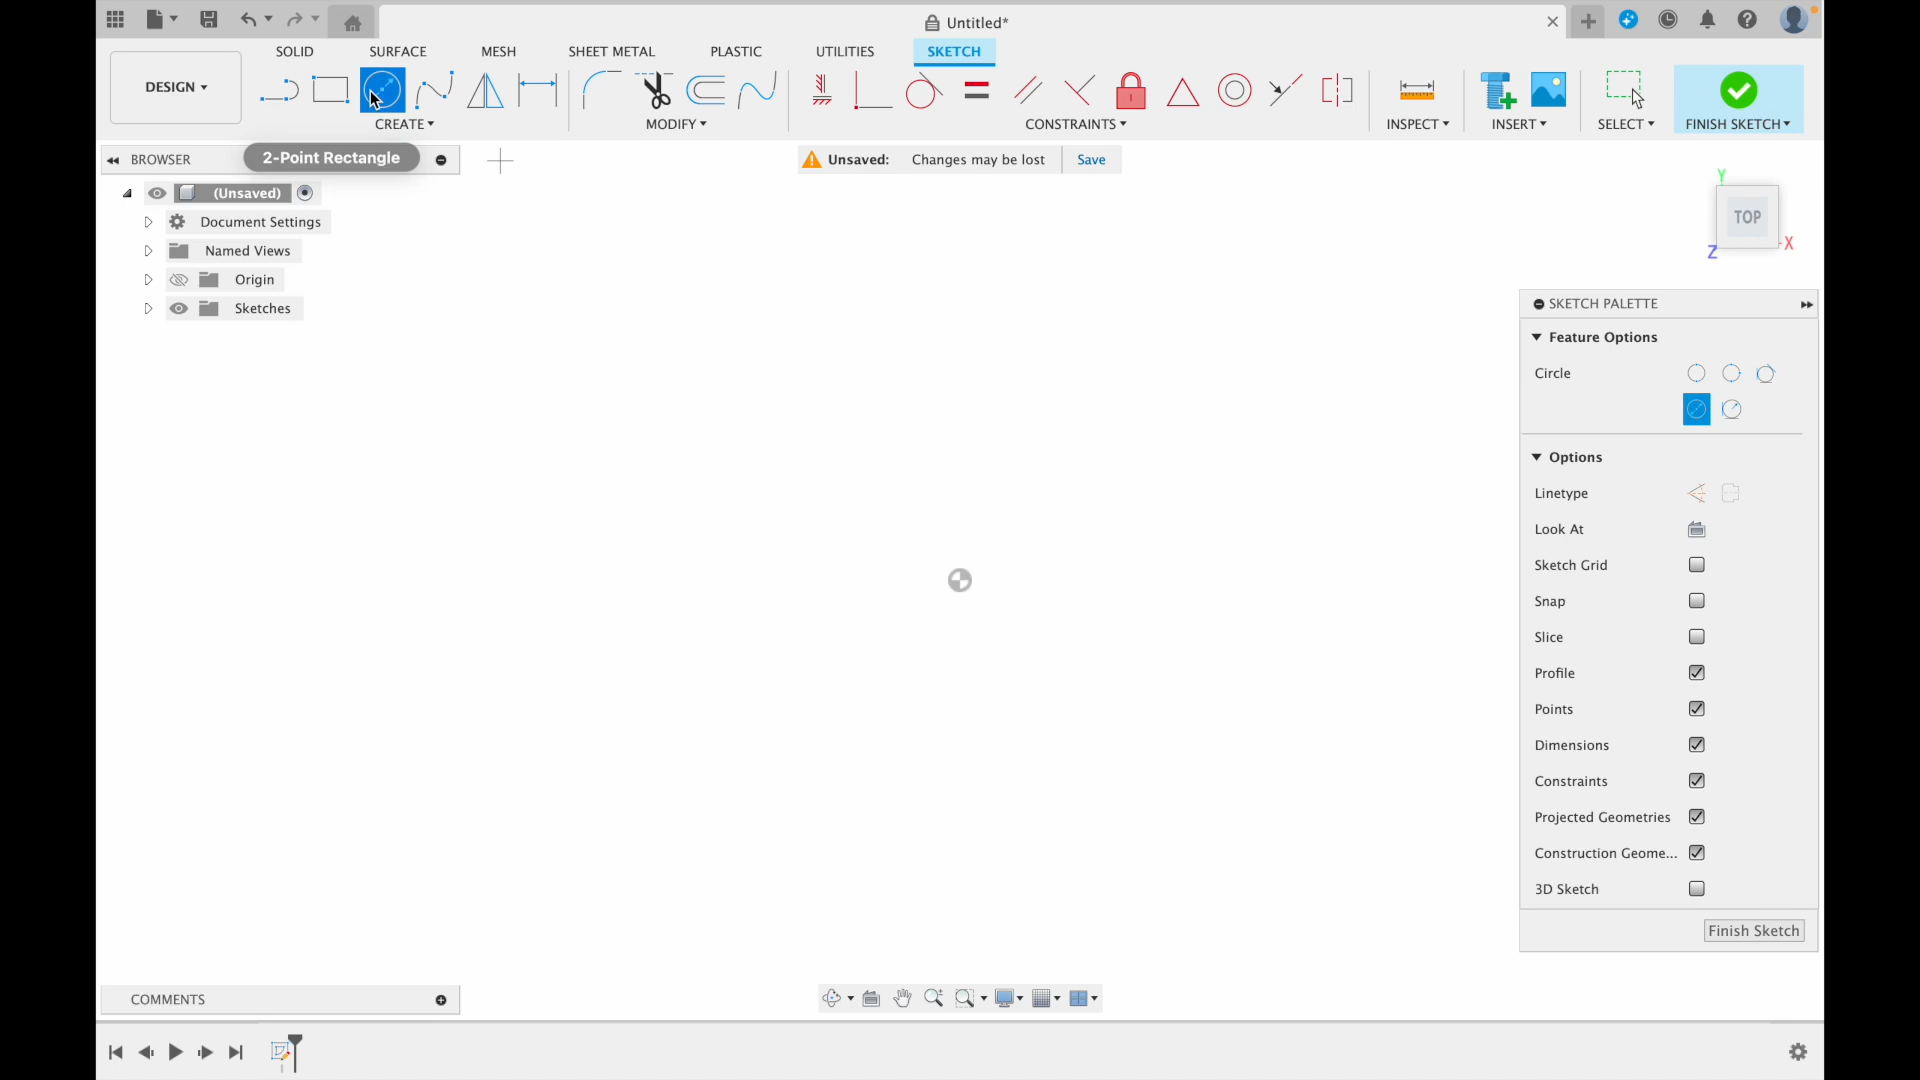 Untitled*
SOLID SURFACE MESH SHEET METAL PLASTIC UTILITIES SKETCH
DESIGN
CREATE MODIFY CONSTRAINTS INSPECT INSERT SELECT FINISH SKETCH
BROWSER
2-Point Rectangle
Unsaved: Changes may be lost Save
(Unsaved)
Document Settings
Named Views
Origin
Sketches
Y
TOP
X
Z
SKETCH PALETTE
Feature Options
Circle
Options
Linetype
Look At
Sketch Grid
Snap
Slice
Profile
Points
Dimensions
Constraints
Projected Geometries
Construction Geome...
3D Sketch
Finish Sketch
COMMENTS